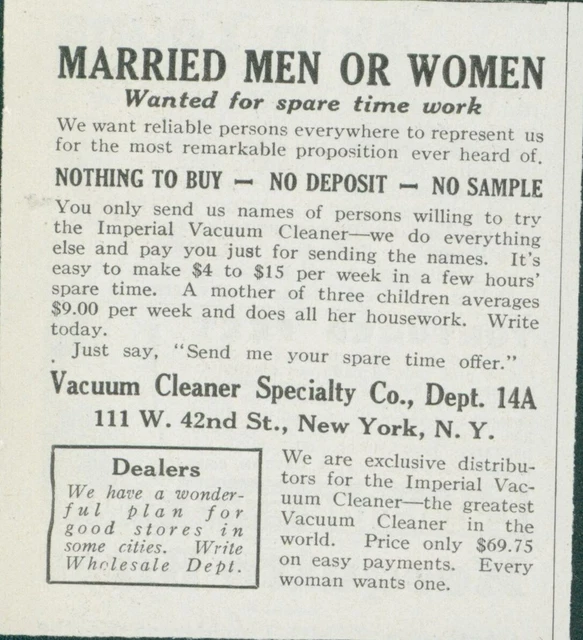 MARRIED MEN OR WOMEN
Wanted for spare time work
We want reliable persons everywhere to represent us
for the most remarkable proposition ever heard of.
NOTHING TO BUY — NO DEPOSIT — NO SAMPLE
You only send us names of persons willing to try
the Imperial Vacuum Cleaner—we do everything
else and pay you just for sending the names. It's
easy to make $4 to $15 per week in a few hours'
spare time. A mother of three children averages
$9.00 per week and does all her housework. Write
today.
Just say, "Send me your spare time offer."
Vacuum Cleaner Specialty Co., Dept. 14A
111 W. 42nd St., New York, N. Y.
Dealers
We have a wonder-
ful plan for
good stores in
some cities. Write
Wholesale Dept.
We are exclusive distribu-
tors for the Imperial Vac-
uum Cleaner—the greatest
Vacuum Cleaner in the
world. Price only $69.75
on easy payments. Every
woman wants one.